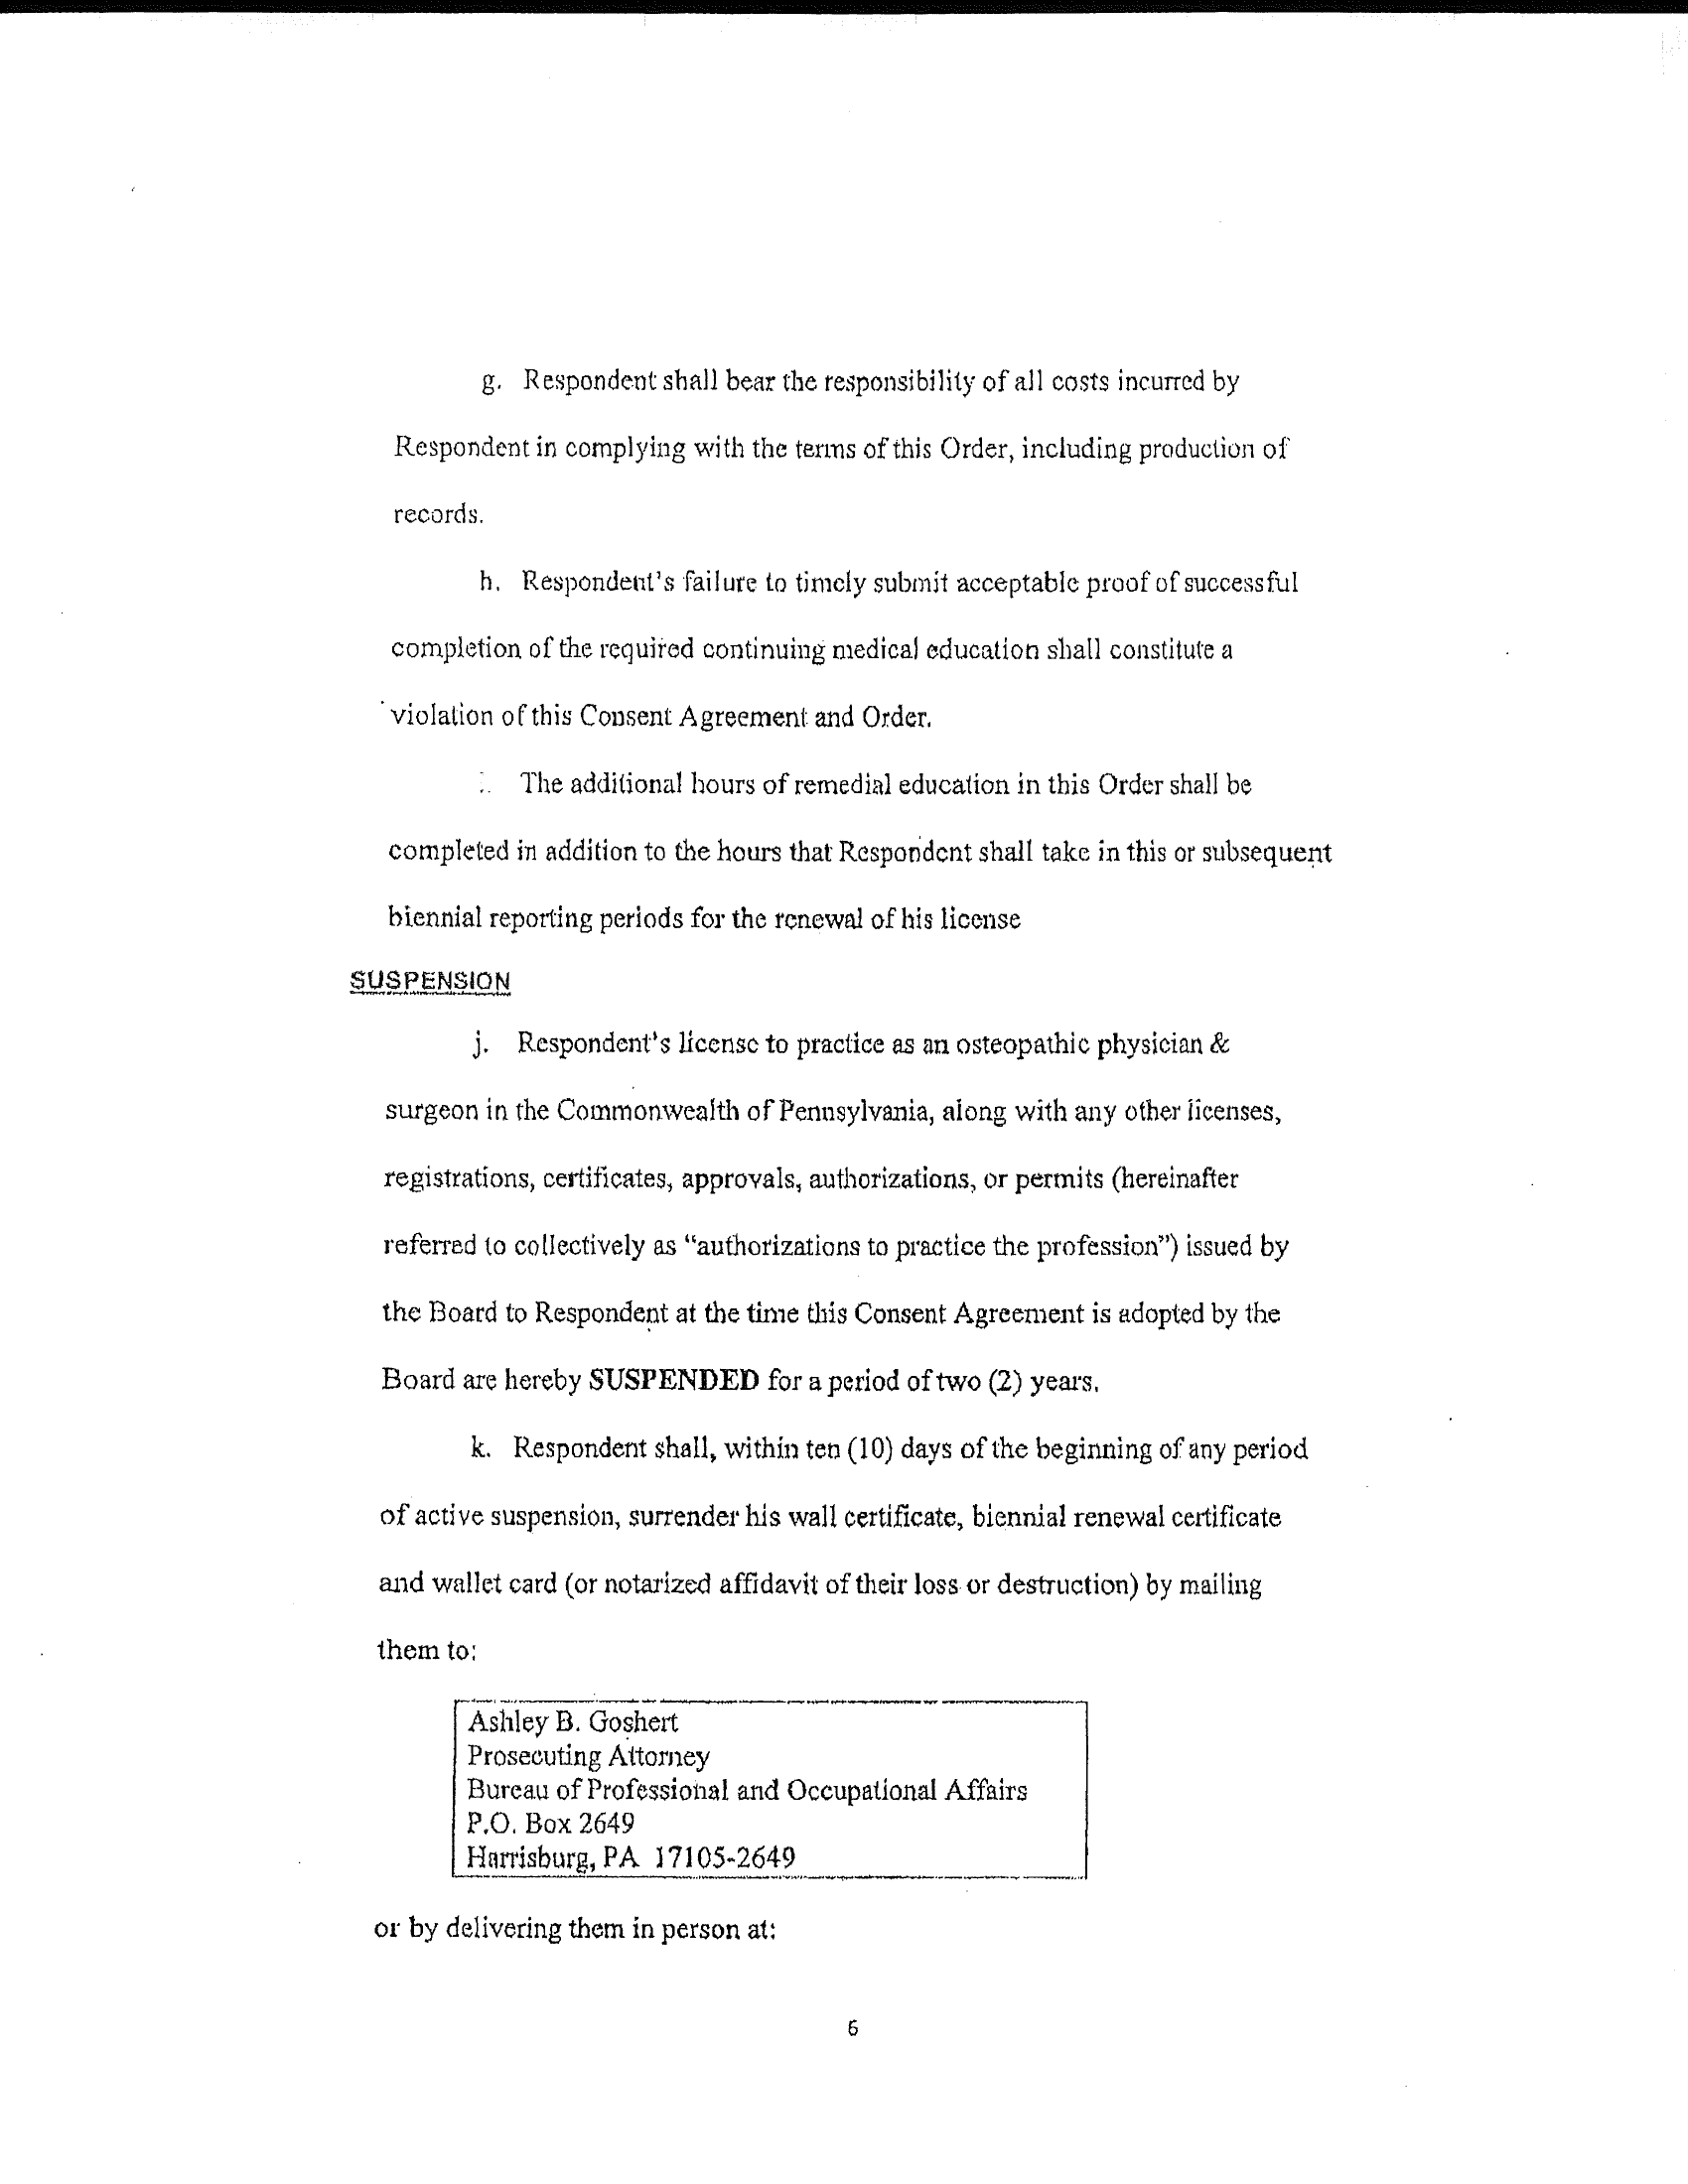 g. Respondent shall bear the responsibility of all costs incurred by
Respondent in complying with the terms of this Order, including production of
records.
h. Respondent's failure to timely submit acceptable proof of successful
completion of the required continuing medical education shall constitute a
violation of this Consent Agreement and Order.
The additional hours of remedial education in this Order shall be
completed in addition to the hours that Respondent shall take in this or subsequent
biennial reporting periods for the renewal of his license
SUSPENSION
j. Respondent's license to practice as an osteopathic physician &
surgeon in the Commonwealth of Pennsylvania, along with any other licenses,
registrations, certificates, approvals, authorizations, or permits (hereinafter
referred to collectively as “authorizations to practice the profession”) issued by
the Board to Respondent at the time this Consent Agreement is adopted by the
Board are hereby SUSPENDED for a period of two (2) years.
k. Respondent shall, within ten (10) days of the beginning of any period
of active suspension, surrender his wall certificate, biennial renewal certificate
and wallet card (or notarized affidavit of their loss or destruction) by mailing
them to:
Ashley B. Goshert
Prosecuting Attorney
Bureau of Professional and Occupational Affairs
P.O. Box 2649
Harrisburg, PA 17105-2649
or by delivering them in person at:
6